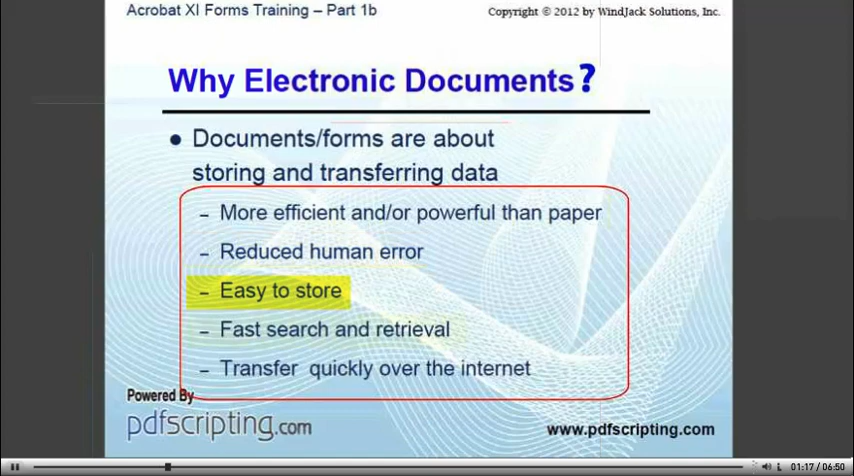 Acrobat XI Forms Training – Part 1b
Copyright © 2012 by WindJack Solutions, Inc.
Why Electronic Documents?
● Documents/forms are about
storing and transferring data
– More efficient and/or powerful than paper
– Reduced human error
– Easy to store
– Fast search and retrieval
– Transfer quickly over the internet
Powered By
pdfscripting.com
www.pdfscripting.com
01:17 / 06:50